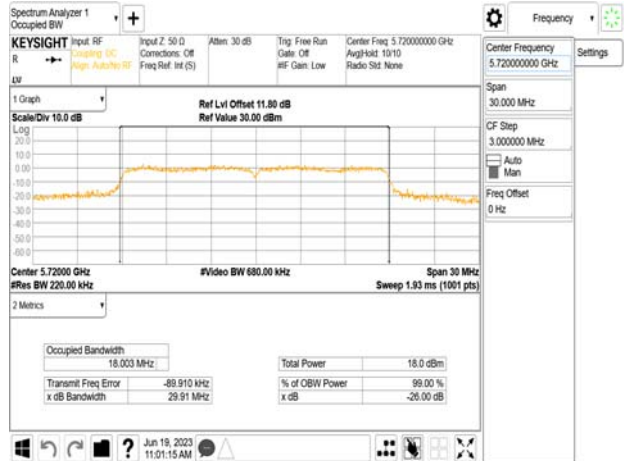 Spectrum Analyzer 1
Occupied BW
+
Frequency
KEYSIGHT
R
Input: RF
Coupling: DC
Align: Auto/No RF
Input Z: 50 Ω
Corrections: Off
Freq Ref: Int (S)
Atten: 30 dB
Trig: Free Run
Gate: Off
#IF Gain: Low
Center Freq: 5.720000000 GHz
Avg|Hold: 10/10
Radio Std: None
1 Graph
Scale/Div 10.0 dB
Ref Lvl Offset 11.80 dB
Ref Value 30.00 dBm
Log
20.0
10.0
0.00
-10.0
-20.0
-30.0
-40.0
-50.0
-60.0
Center 5.72000 GHz
#Res BW 220.00 kHz
#Video BW 680.00 kHz
Span 30 MHz
Sweep 1.93 ms (1001 pts)
2 Metrics
Occupied Bandwidth
18.003 MHz
Transmit Freq Error -89.910 kHz
x dB Bandwidth 29.91 MHz
Total Power 18.0 dBm
% of OBW Power 99.00 %
x dB -26.00 dB
?
Jun 19, 2023
11:01:15 AM
Center Frequency
5.720000000 GHz
Settings
Span
30.000 MHz
CF Step
3.000000 MHz
Auto
Man
Freq Offset
0 Hz